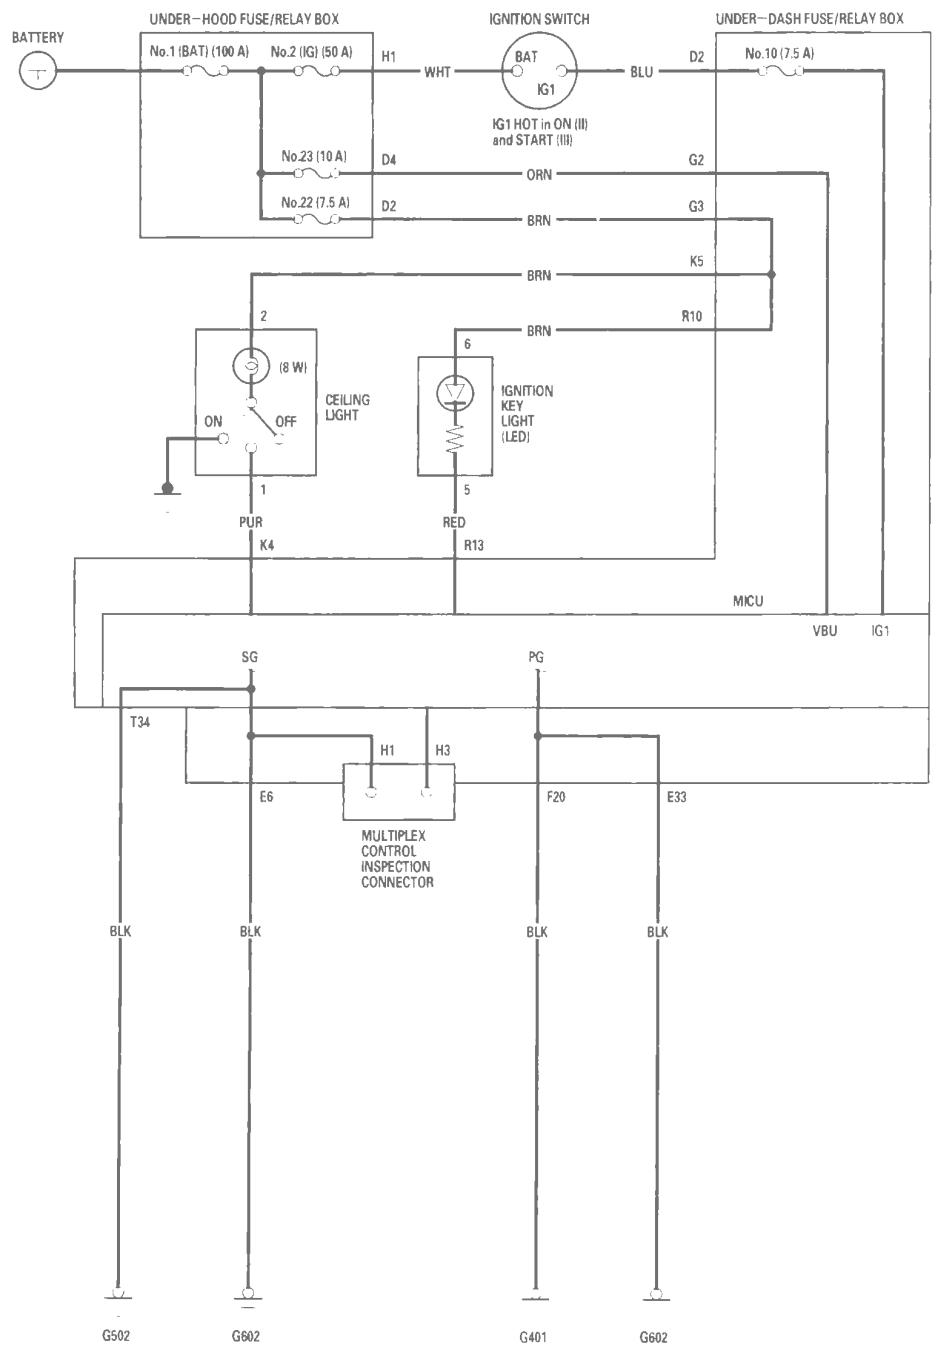 UNDER-HOOD FUSE/RELAY BOX
IGNITION SWITCH
UNDER-DASH FUSE/RELAY BOX
BATTERY
No.1 (BAT) (100 A)
No.2 (IG) (50 A)
H1
WHT
BAT
IG1
BLU
D2
No.10 (7.5 A)
IG1 HOT in ON (II)
and START (III)
No.23 (10 A)
D4
ORN
G2
No.22 (7.5 A)
D2
BRN
G3
BRN
K5
BRN
R10
2
6
(8 W)
CEILING
LIGHT
ON
OFF
IGNITION
KEY
LIGHT
(LED)
1
5
PUR
RED
K4
R13
MICU
VBU
IG1
SG
PG
T34
H1
H3
E6
F20
E33
MULTIPLEX
CONTROL
INSPECTION
CONNECTOR
BLK
BLK
BLK
BLK
G502
G602
G401
G602